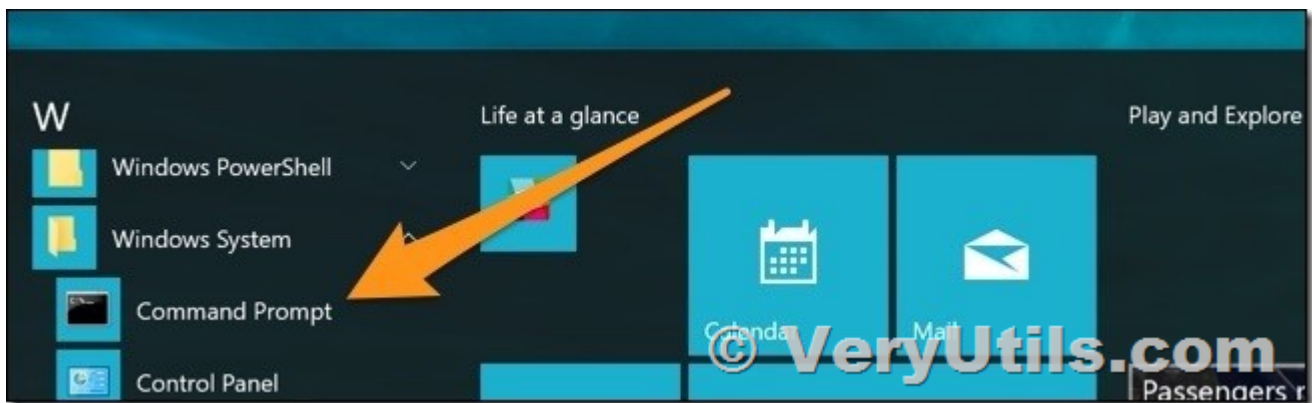 W
Windows PowerShell
Windows System
Command Prompt
Control Panel
Life at a glance
Calendar
Mail
Play and Explore
Passengers r
© VeryUtils.com